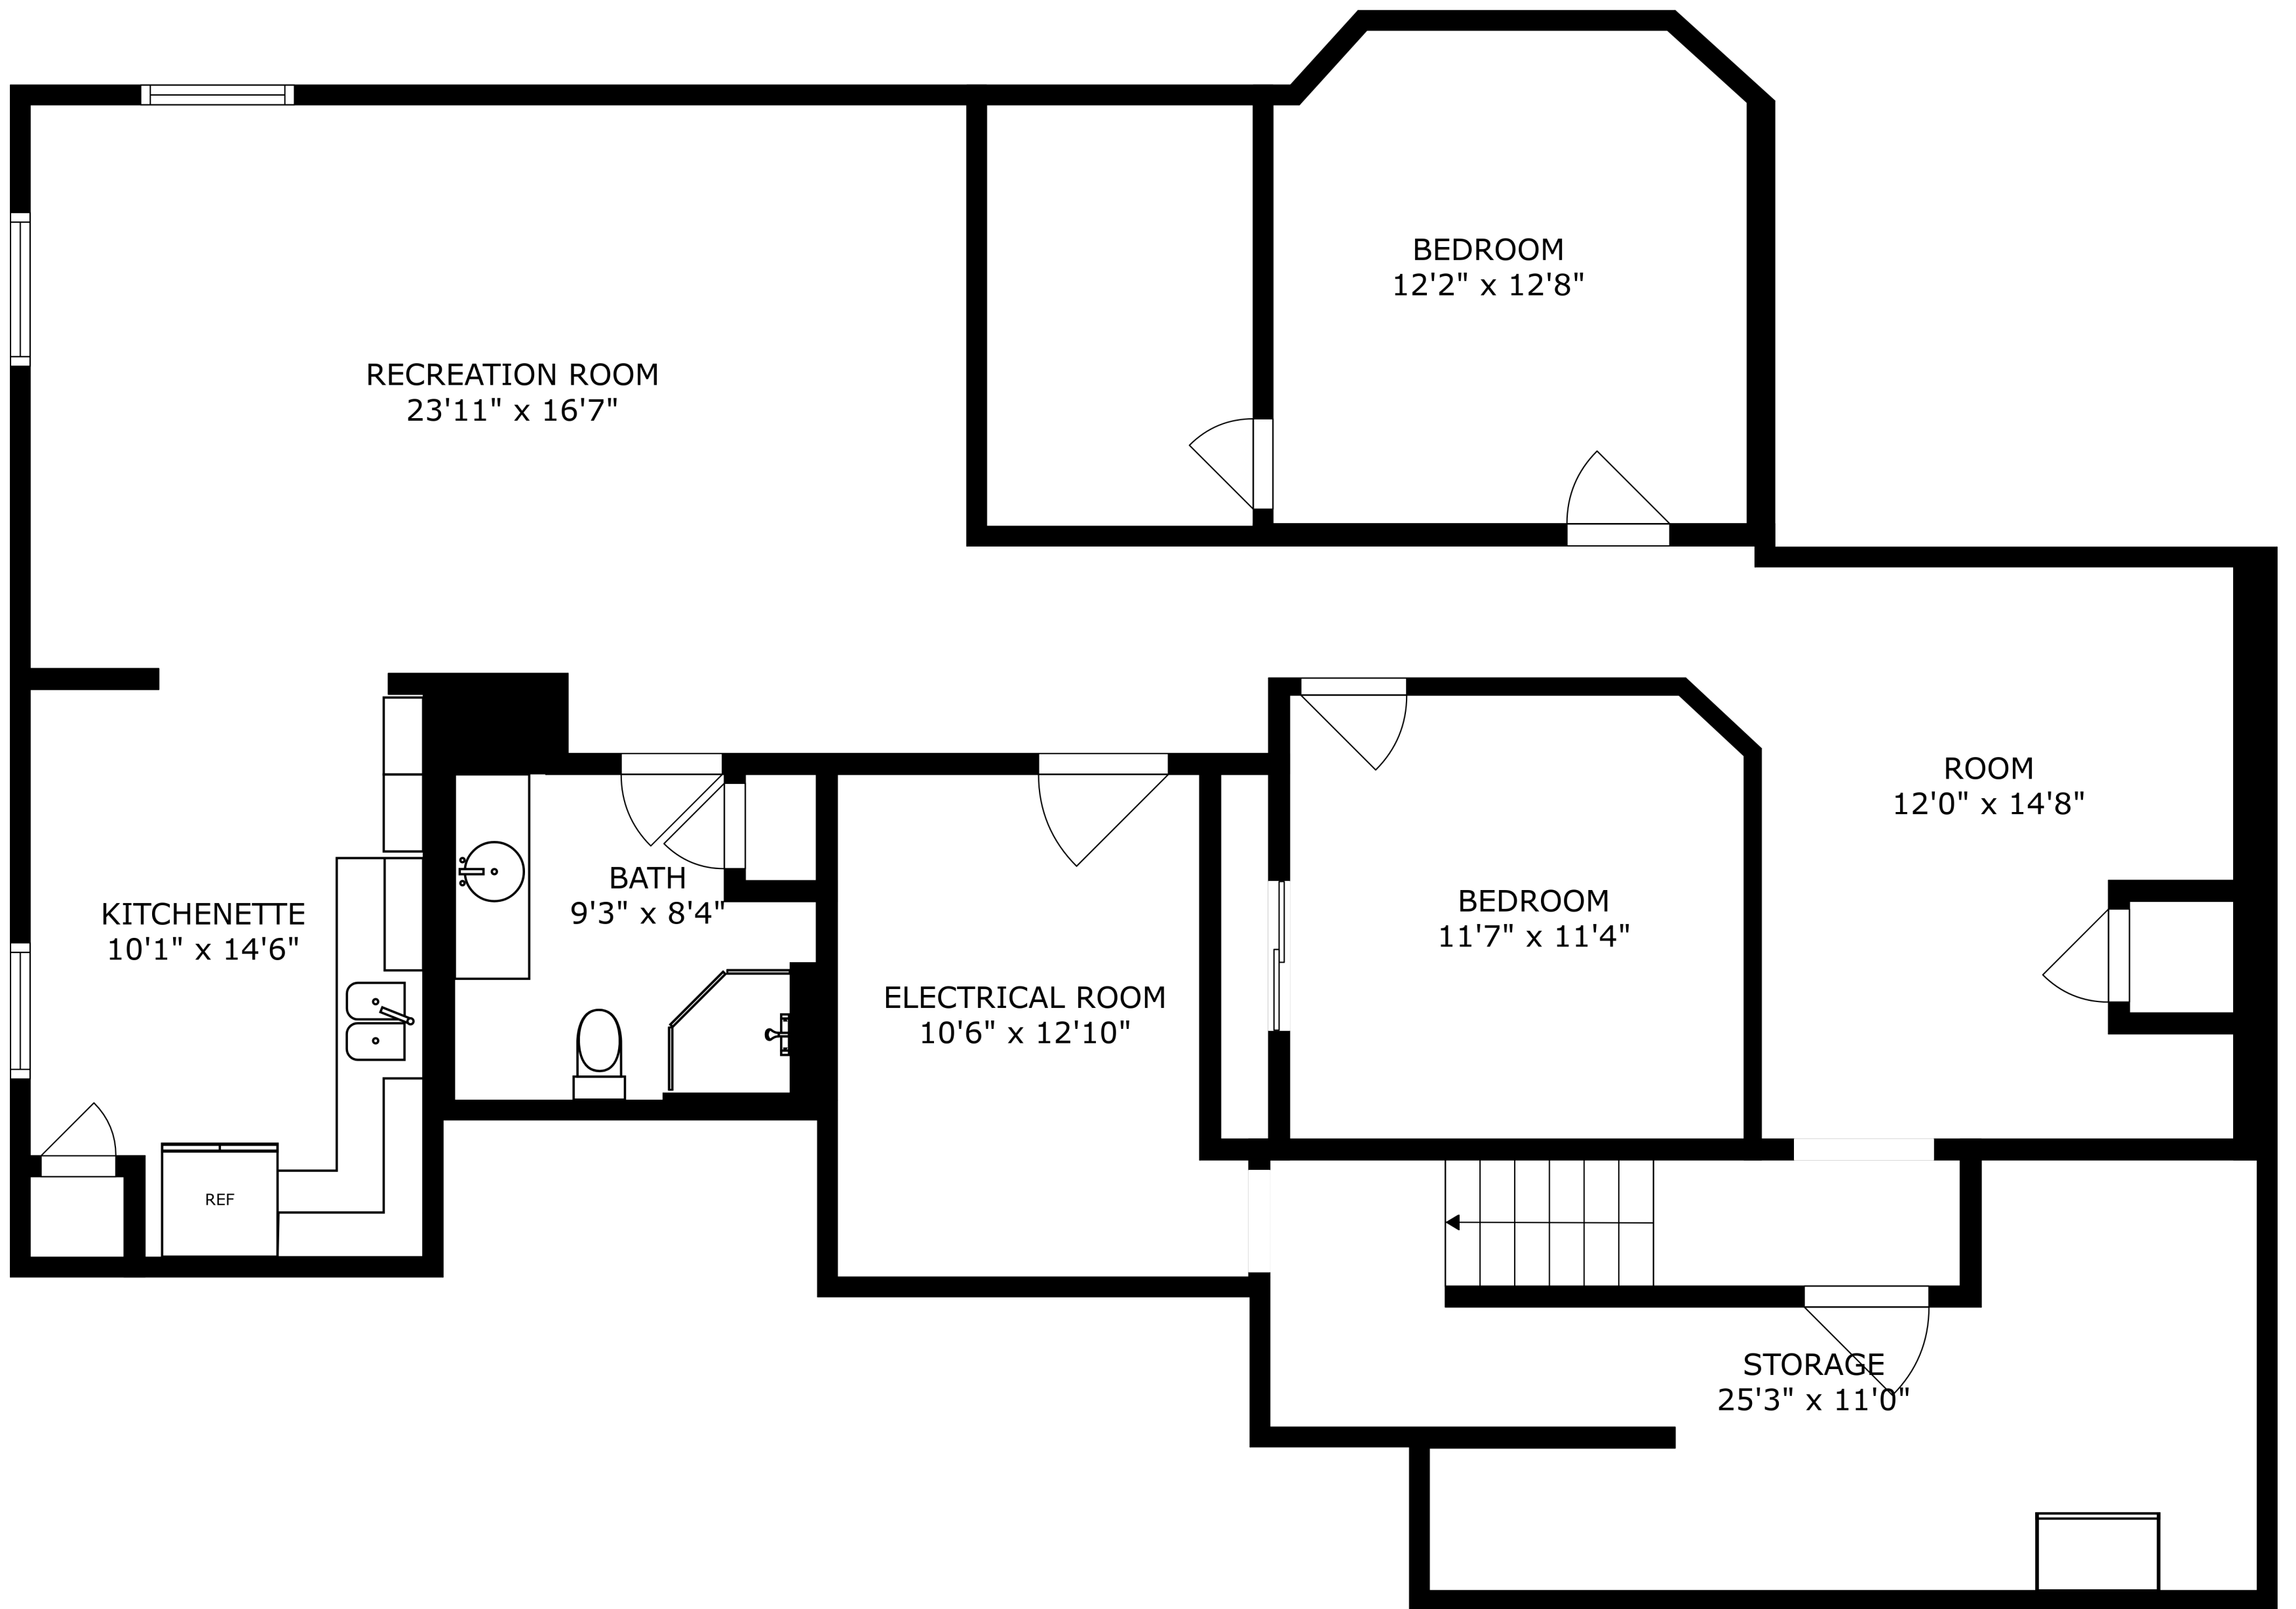 BEDROOM
12'2" x 12'8"
RECREATION ROOM
23'11" x 16'7"
ROOM
12'0" x 14'8"
BATH
9'3" x 8'4"
BEDROOM
11'7" x 11'4"
KITCHENETTE
10'1" x 14'6"
ELECTRICAL ROOM
10'6" x 12'10"
REF
STORAGE
25'3" x 11'0"